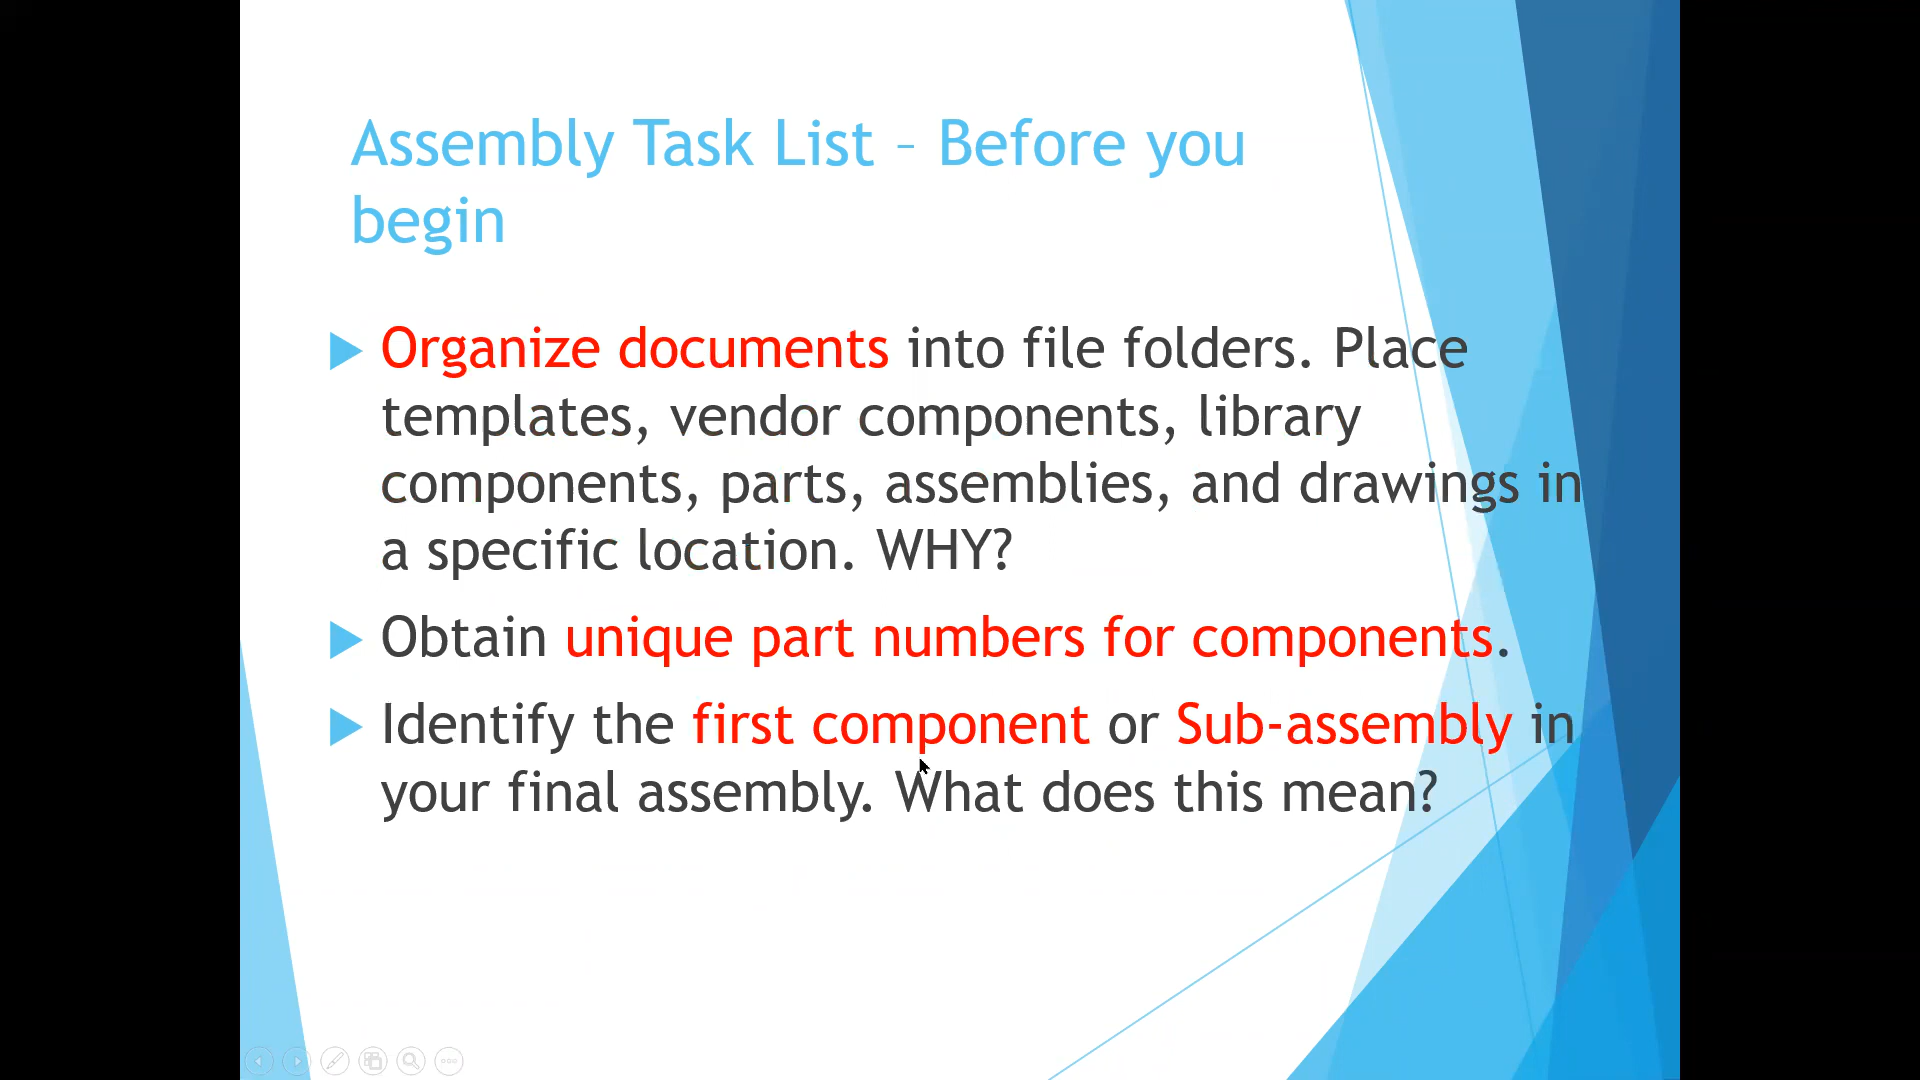 Assembly Task List – Before you
begin
Organize documents into file folders. Place
templates, vendor components, library
components, parts, assemblies, and drawings in
a specific location. WHY?
Obtain unique part numbers for components.
Identify the first component or Sub-assembly in
your final assembly. What does this mean?